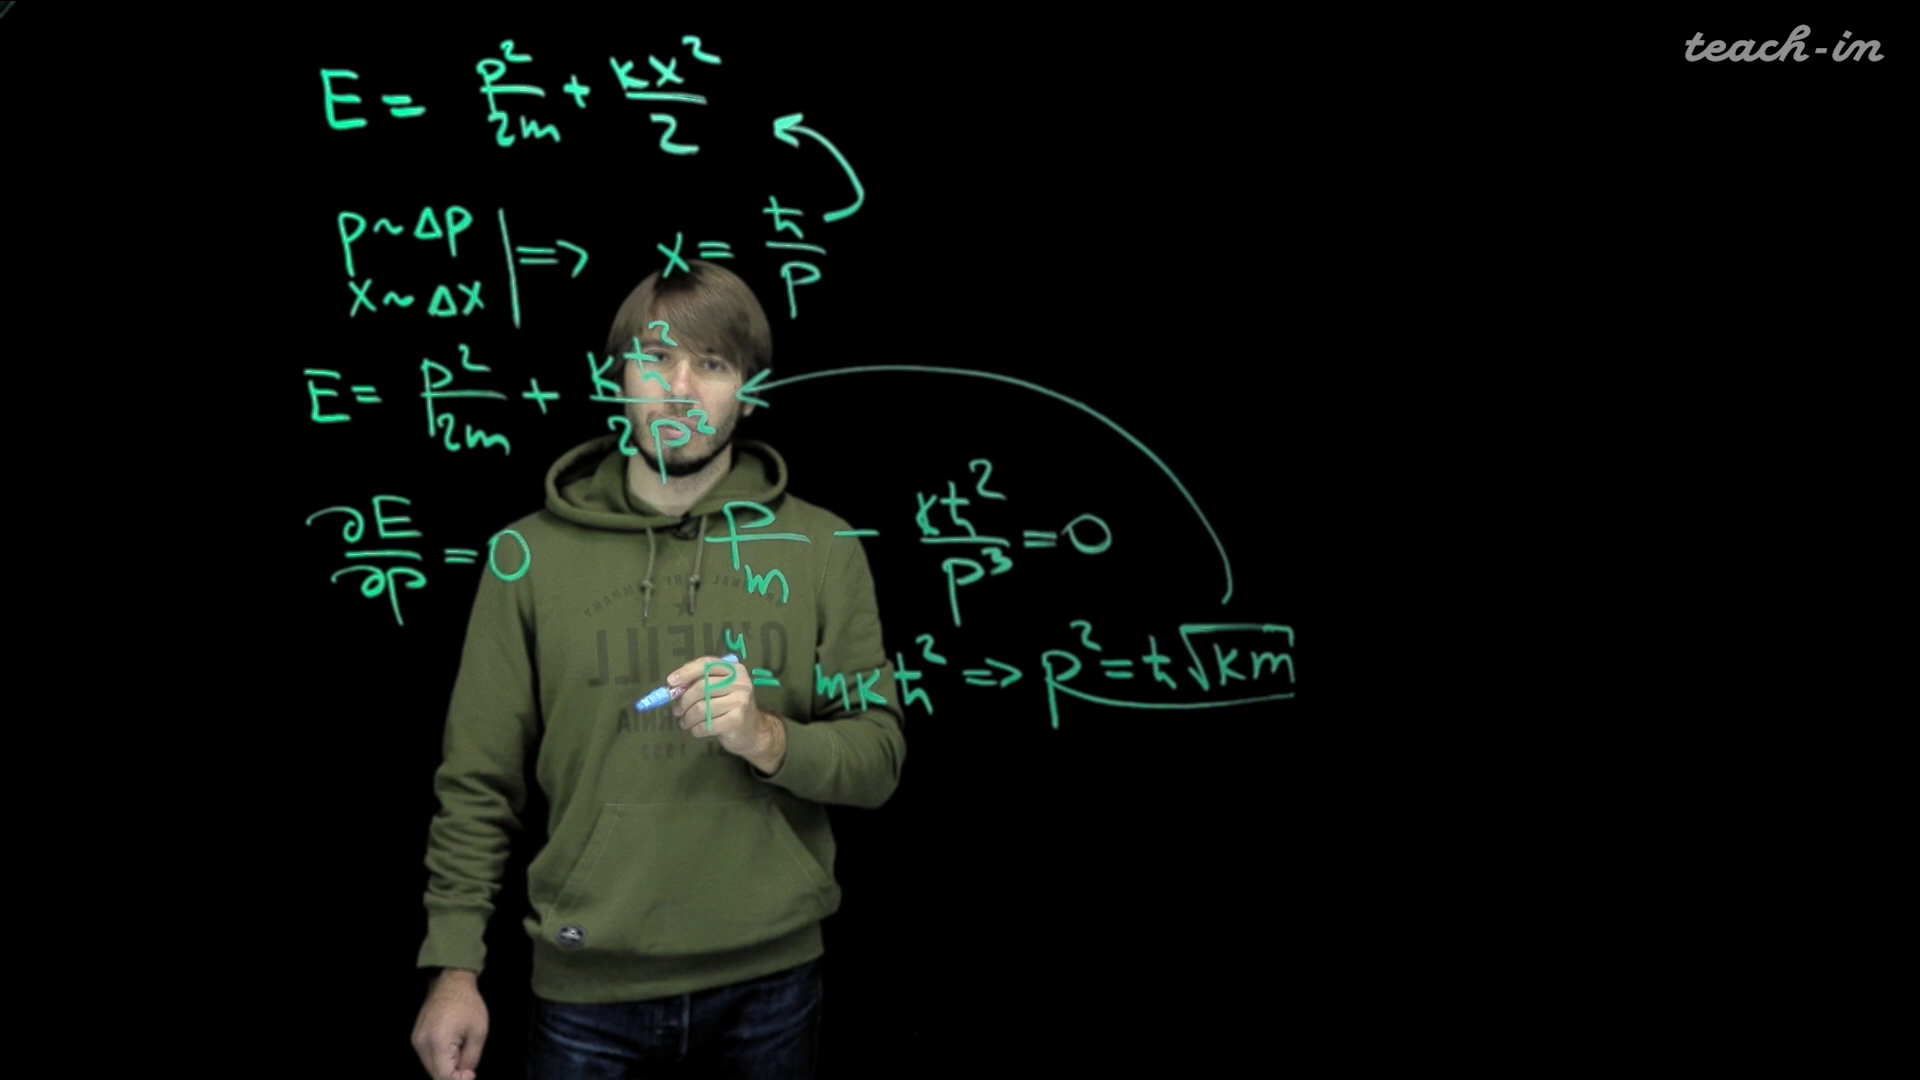 teach-in
E = p²/2m + kx²/2
p ~ Δp
x ~ Δx
=> x = ħ/p
E = p²/2m + kħ²/2p²
∂E/∂p = 0 p/m − kħ²/p³ = 0
p⁴ = mkħ² => p² = ħ√km
O'NEILL